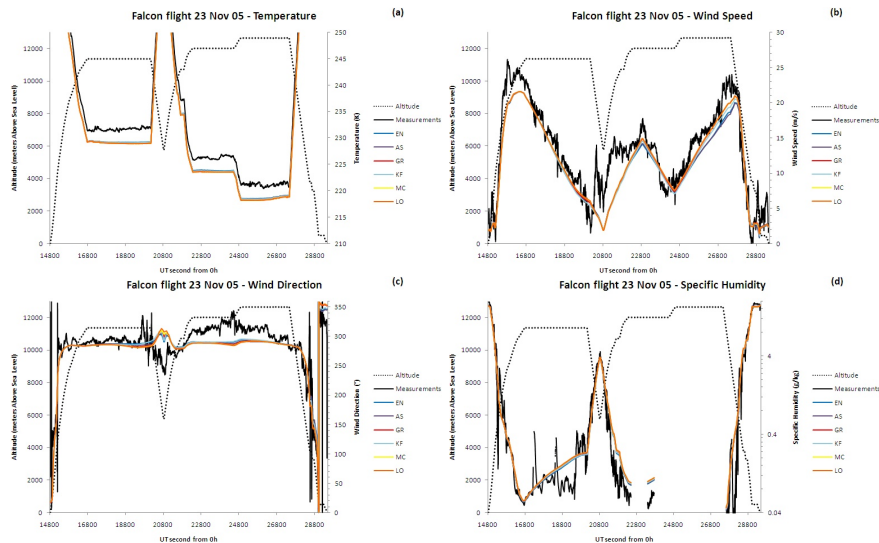 Falcon flight 23 Nov 05 - Temperature
(a)
Altitude (meters Above Sea Level)
12000
10000
8000
6000
4000
2000
0
250
245
240
235
230
225
220
215
210
Temperature (K)
Altitude
Measurements
EN
AS
GR
KF
MC
LO
14800 16800 18800 20800 22800 24800 26800 28800
UT second from 0h
Falcon flight 23 Nov 05 - Wind Speed
(b)
Altitude (meters Above Sea Level)
12000
10000
8000
6000
4000
2000
0
30
25
20
15
10
5
0
Wind Speed (m/s)
Altitude
Measurements
EN
AS
GR
KF
MC
LO
14800 16800 18800 20800 22800 24800 26800 28800
UT second from 0h
Falcon flight 23 Nov 05 - Wind Direction
(c)
Altitude (meters Above Sea Level)
12000
10000
8000
6000
4000
2000
0
350
300
250
200
150
100
50
0
Wind Direction (°)
Altitude
Measurements
EN
AS
GR
KF
MC
LO
14800 16800 18800 20800 22800 24800 26800 28800
UT second from 0h
Falcon flight 23 Nov 05 - Specific Humidity
(d)
Altitude (meters Above Sea Level)
12000
10000
8000
6000
4000
2000
0
4
0.4
0.04
Specific Humidity (g/kg)
Altitude
Measurements
EN
AS
GR
KF
MC
LO
14800 16800 18800 20800 22800 24800 26800 28800
UT second from 0h